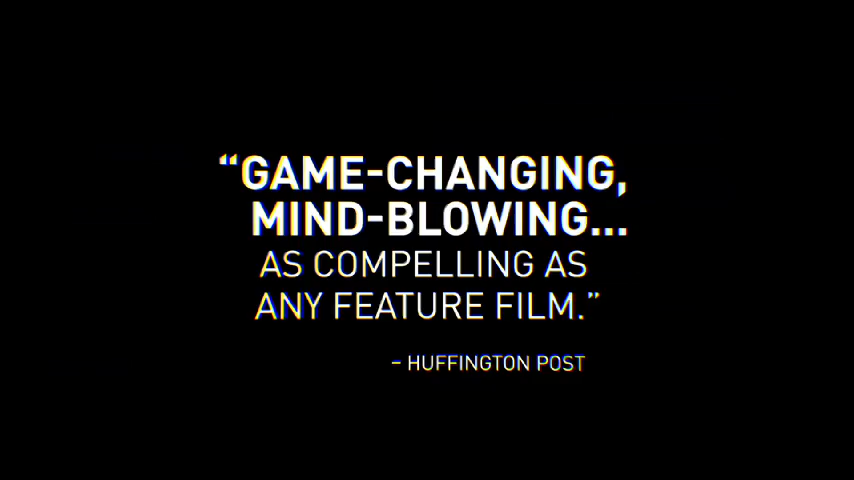 “GAME-CHANGING,
MIND-BLOWING...
AS COMPELLING AS
ANY FEATURE FILM.”
– HUFFINGTON POST